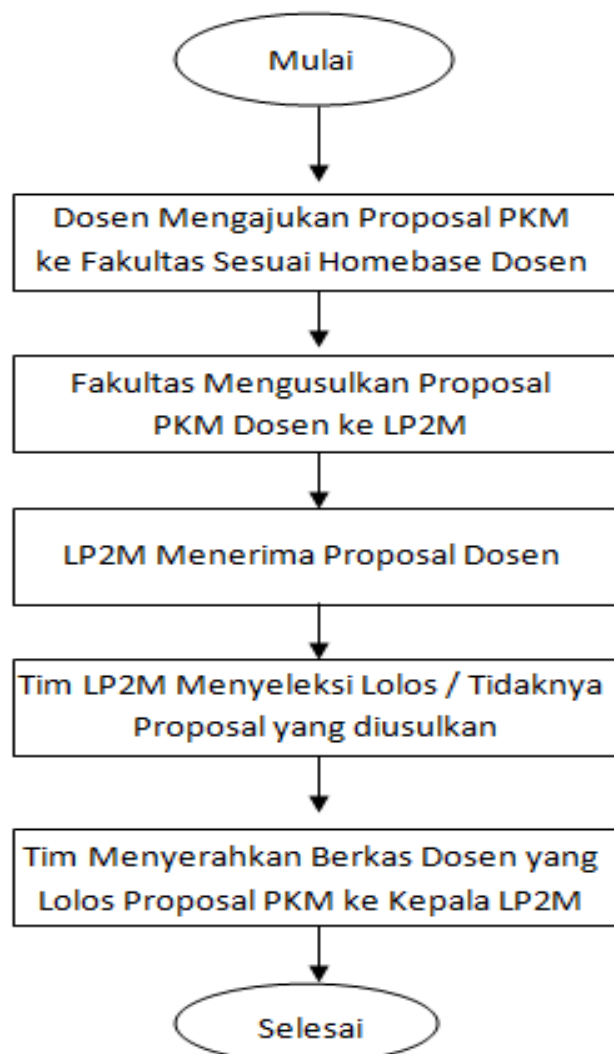 Mulai
Dosen Mengajukan Proposal PKM
ke Fakultas Sesuai Homebase Dosen
Fakultas Mengusulkan Proposal
PKM Dosen ke LP2M
LP2M Menerima Proposal Dosen
Tim LP2M Menyeleksi Lolos / Tidaknya
Proposal yang diusulkan
Tim Menyerahkan Berkas Dosen yang
Lolos Proposal PKM ke Kepala LP2M
Selesai